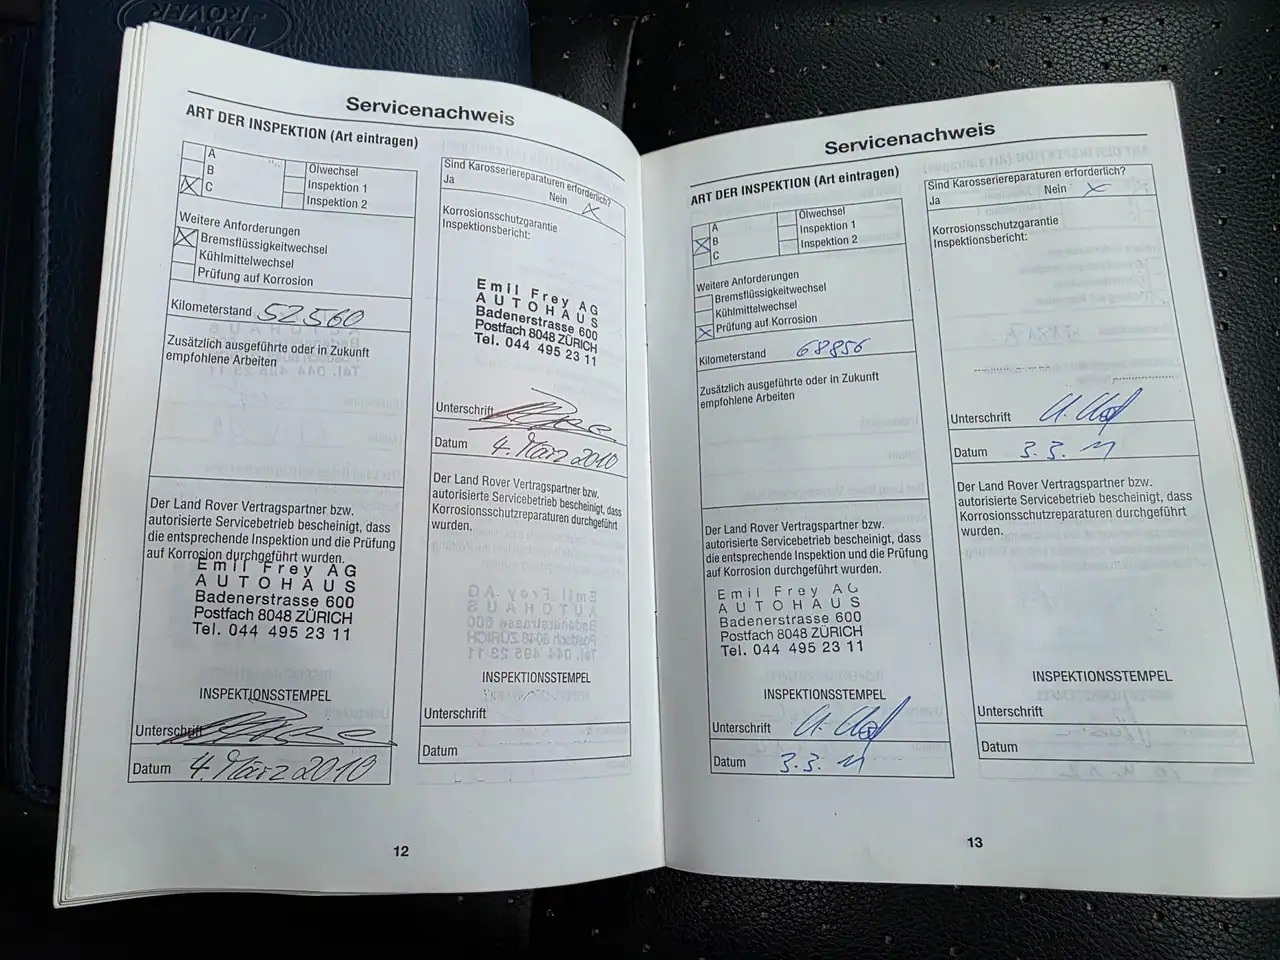 LAND
ROVER
Servicenachweis
ART DER INSPEKTION (Art eintragen)
A
B
C
Ölwechsel
Inspektion 1
Inspektion 2
Weitere Anforderungen
Bremsflüssigkeitwechsel
Kühlmittelwechsel
Prüfung auf Korrosion
Kilometerstand 52560
Zusätzlich ausgeführte oder in Zukunft
empfohlene Arbeiten
Der Land Rover Vertragspartner bzw.
autorisierte Servicebetrieb bescheinigt, dass
die entsprechende Inspektion und die Prüfung
auf Korrosion durchgeführt wurden.
Emil Frey AG
AUTOHAUS
Badenerstrasse 600
Postfach 8048 ZÜRICH
Tel. 044 495 23 11
INSPEKTIONSSTEMPEL
Unterschrift
Datum 4. März 2010
Sind Karosseriereparaturen erforderlich?
Ja
Nein
Korrosionsschutzgarantie
Inspektionsbericht:
Emil Frey AG
AUTOHAUS
Badenerstrasse 600
Postfach 8048 ZÜRICH
Tel. 044 495 23 11
Unterschrift
Datum 4. März 2010
Der Land Rover Vertragspartner bzw.
autorisierte Servicebetrieb bescheinigt, dass
Korrosionsschutzreparaturen durchgeführt
wurden.
INSPEKTIONSSTEMPEL
Unterschrift
Datum
12
Servicenachweis
ART DER INSPEKTION (Art eintragen)
A
B
C
Ölwechsel
Inspektion 1
Inspektion 2
Weitere Anforderungen
Bremsflüssigkeitwechsel
Kühlmittelwechsel
Prüfung auf Korrosion
Kilometerstand 68856
Zusätzlich ausgeführte oder in Zukunft
empfohlene Arbeiten
Der Land Rover Vertragspartner bzw.
autorisierte Servicebetrieb bescheinigt, dass
die entsprechende Inspektion und die Prüfung
auf Korrosion durchgeführt wurden.
Emil Frey AG
AUTOHAUS
Badenerstrasse 600
Postfach 8048 ZÜRICH
Tel. 044 495 23 11
INSPEKTIONSSTEMPEL
Unterschrift
Datum 3.3.11
Sind Karosseriereparaturen erforderlich?
Ja
Nein
Korrosionsschutzgarantie
Inspektionsbericht:
Unterschrift
Datum 3.3.11
Der Land Rover Vertragspartner bzw.
autorisierte Servicebetrieb bescheinigt, dass
Korrosionsschutzreparaturen durchgeführt
wurden.
INSPEKTIONSSTEMPEL
Unterschrift
Datum
13